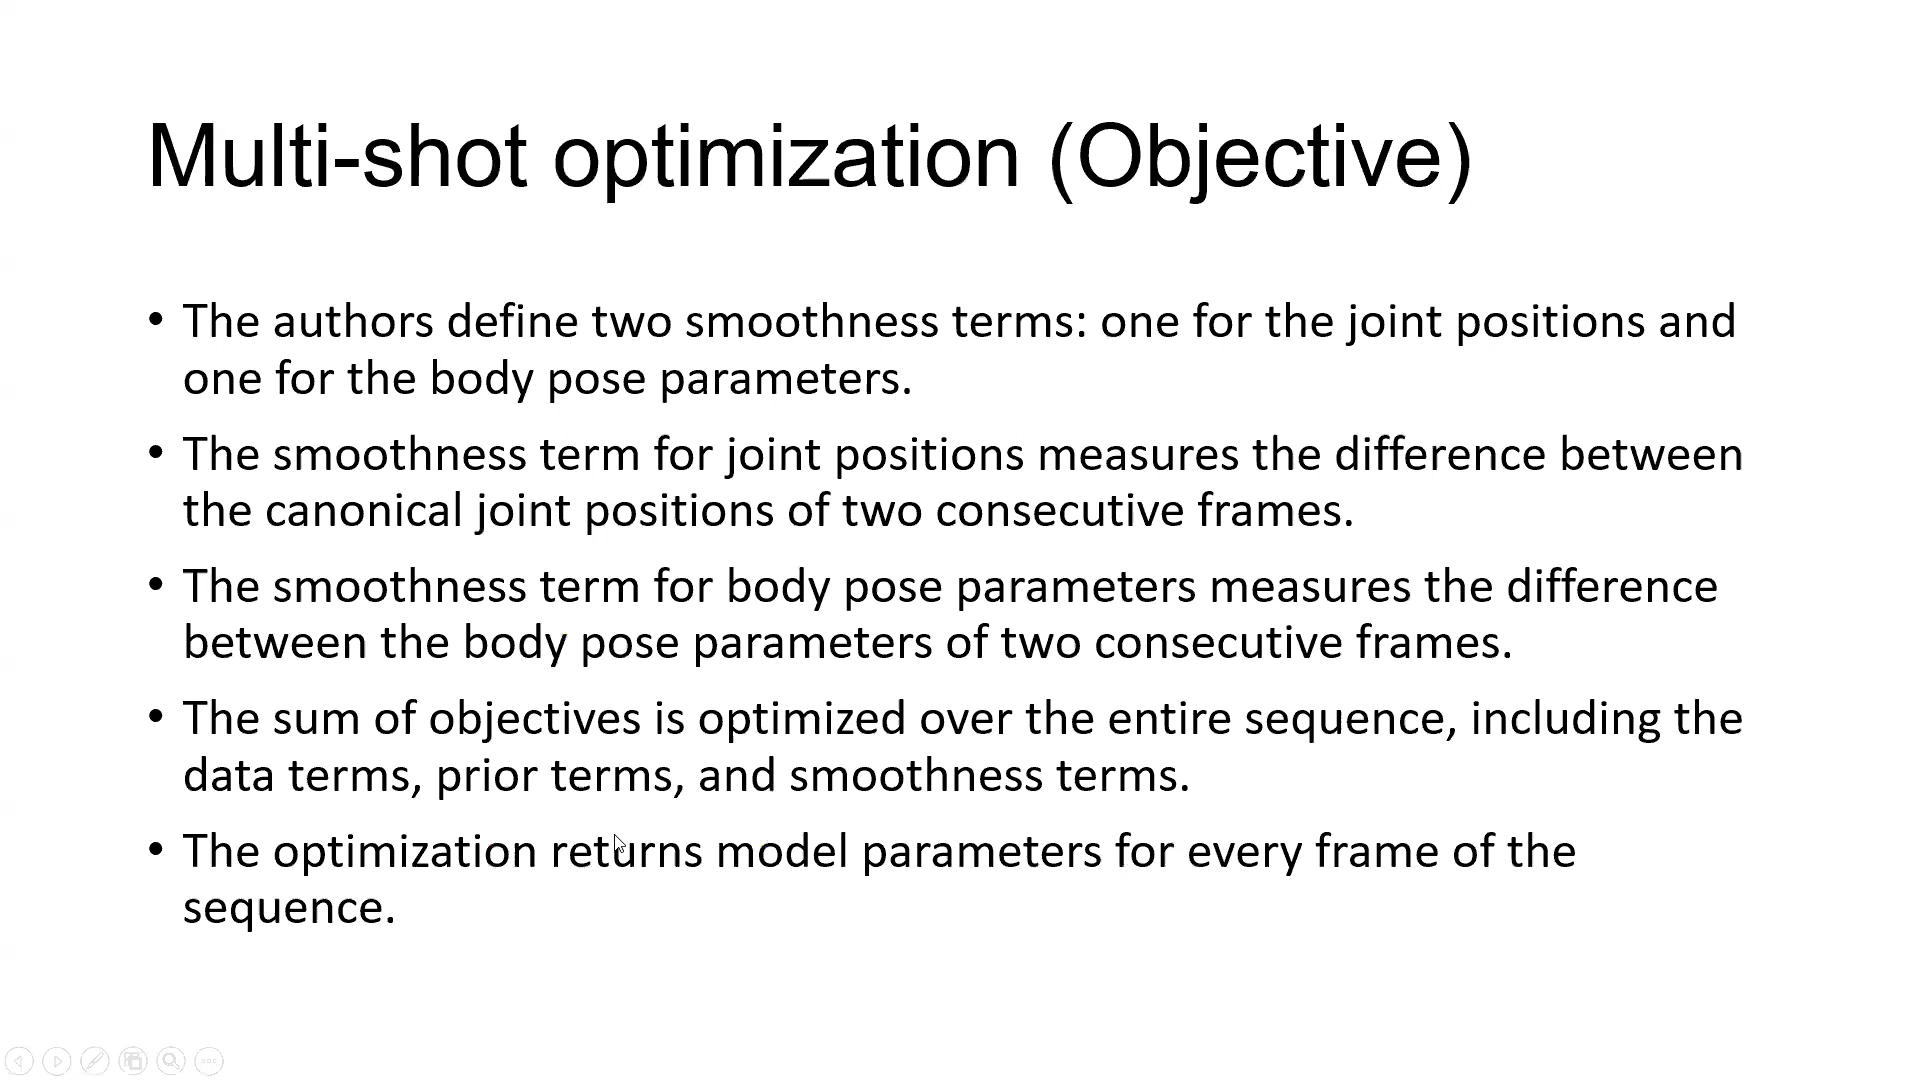 Multi-shot optimization (Objective)
• The authors define two smoothness terms: one for the joint positions and
one for the body pose parameters.
• The smoothness term for joint positions measures the difference between
the canonical joint positions of two consecutive frames.
• The smoothness term for body pose parameters measures the difference
between the body pose parameters of two consecutive frames.
• The sum of objectives is optimized over the entire sequence, including the
data terms, prior terms, and smoothness terms.
• The optimization returns model parameters for every frame of the
sequence.